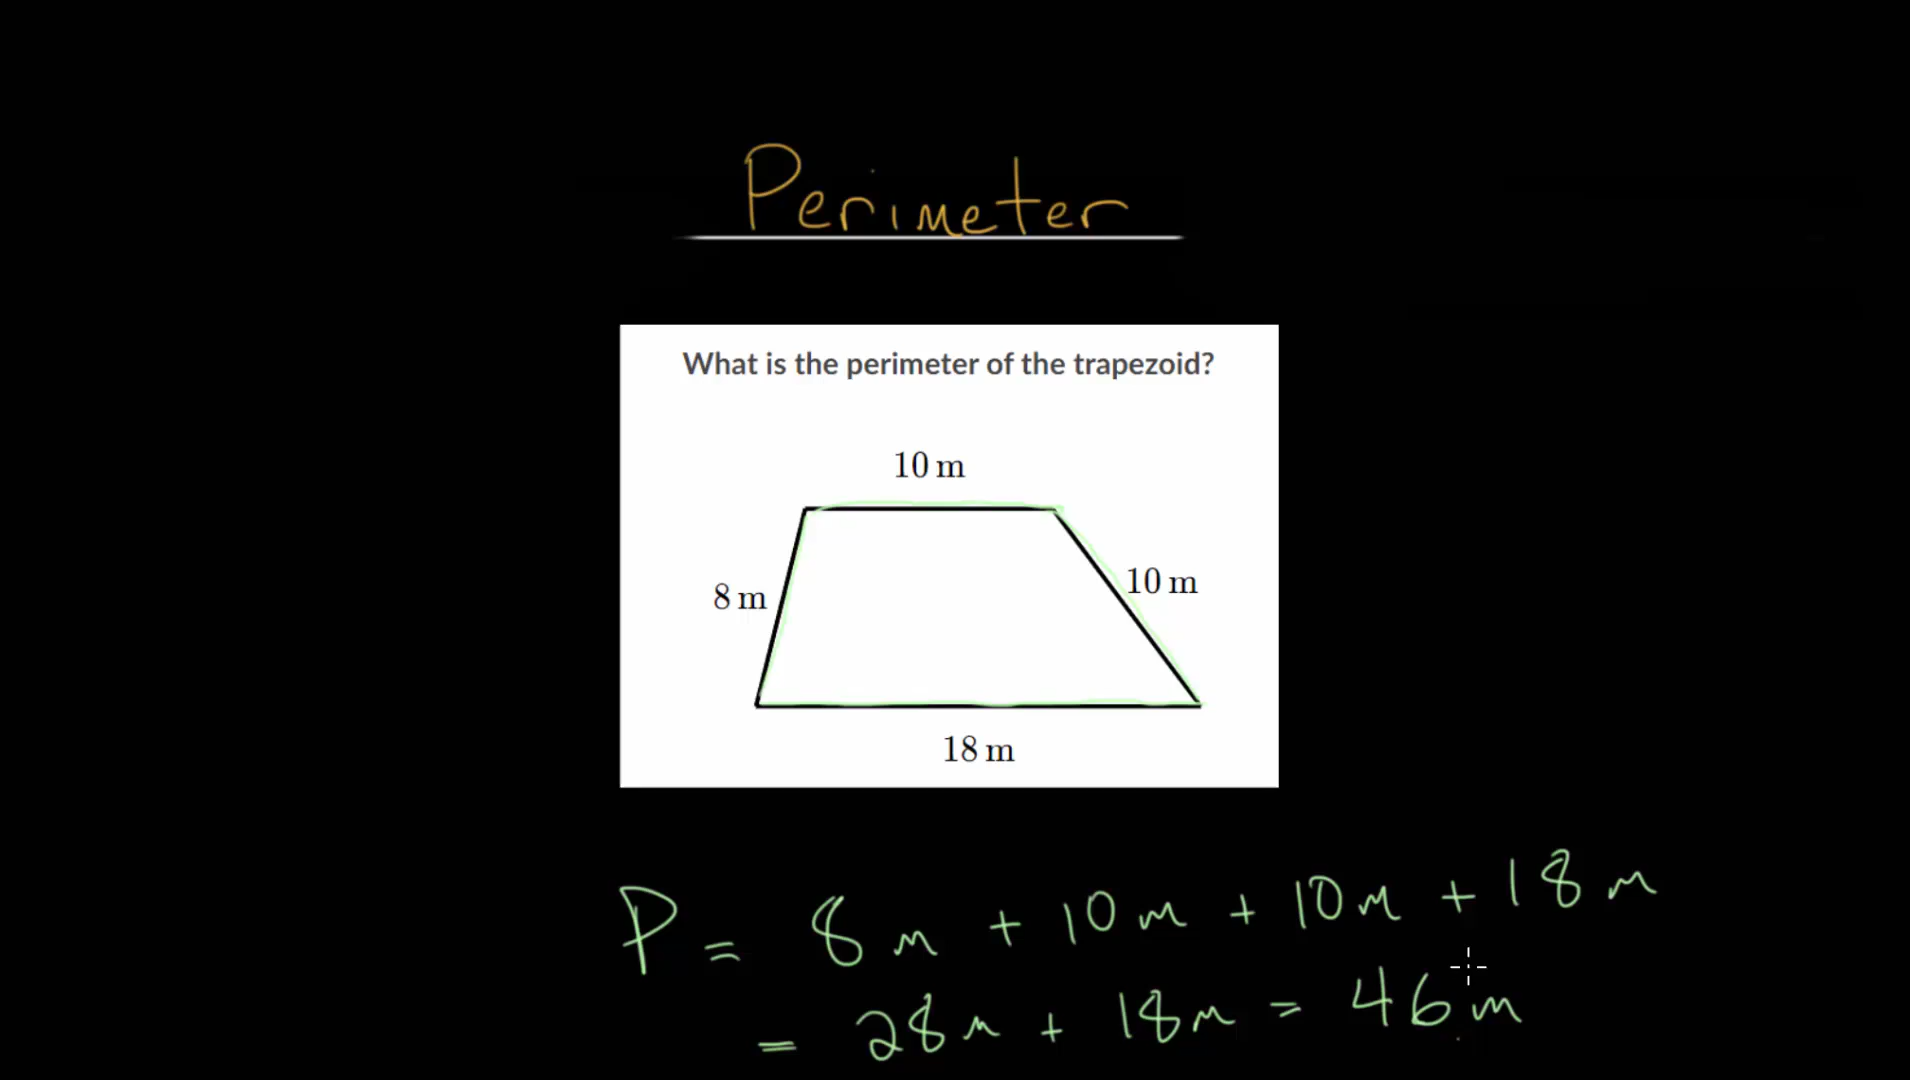 Perimeter
What is the perimeter of the trapezoid?
10 m
8 m
10 m
18 m
P = 8 m + 10 m + 10 m + 18 m
= 28 m + 18 m = 46 m